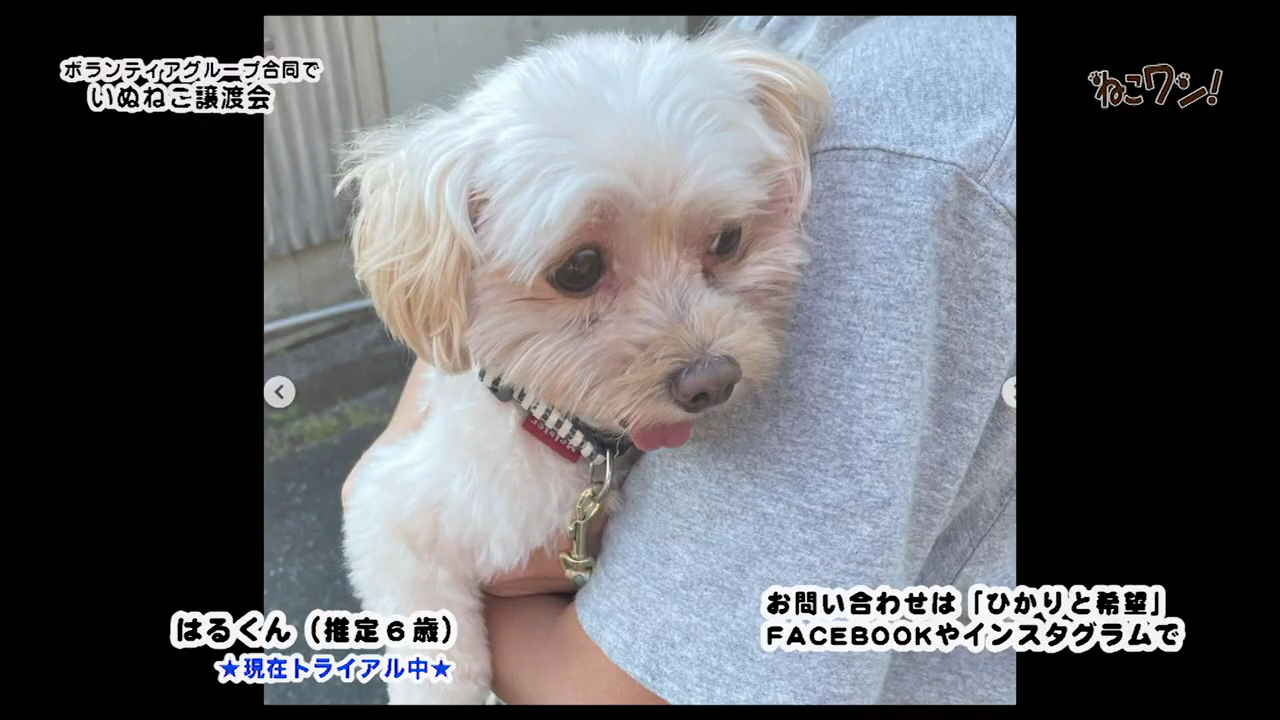 ボランティアグループ合同で
いぬねこ譲渡会
ねこワン!
Meister
はるくん（推定６歳）
★現在トライアル中★
お問い合わせは「ひかりと希望」
FACEBOOKやインスタグラムで